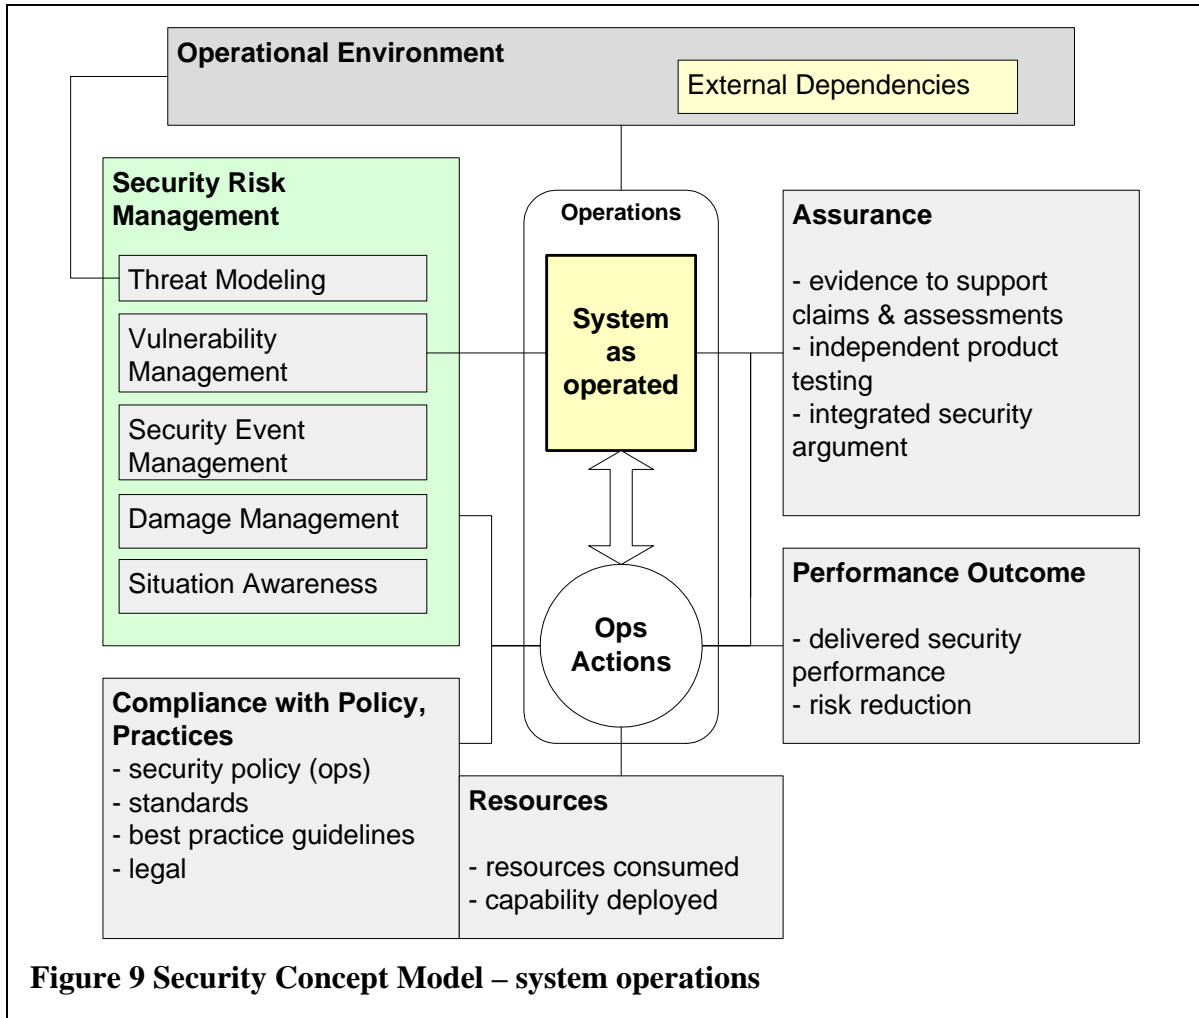 Operational Environment
External Dependencies
Security Risk
Management
Threat Modeling
Vulnerability
Management
Security Event
Management
Damage Management
Situation Awareness
Operations
System
as
operated
Ops
Actions
Assurance
- evidence to support
claims & assessments
- independent product
testing
- integrated security
argument
Performance Outcome
- delivered security
performance
- risk reduction
Compliance with Policy,
Practices
- security policy (ops)
- standards
- best practice guidelines
- legal
Resources
- resources consumed
- capability deployed
Figure 9 Security Concept Model – system operations